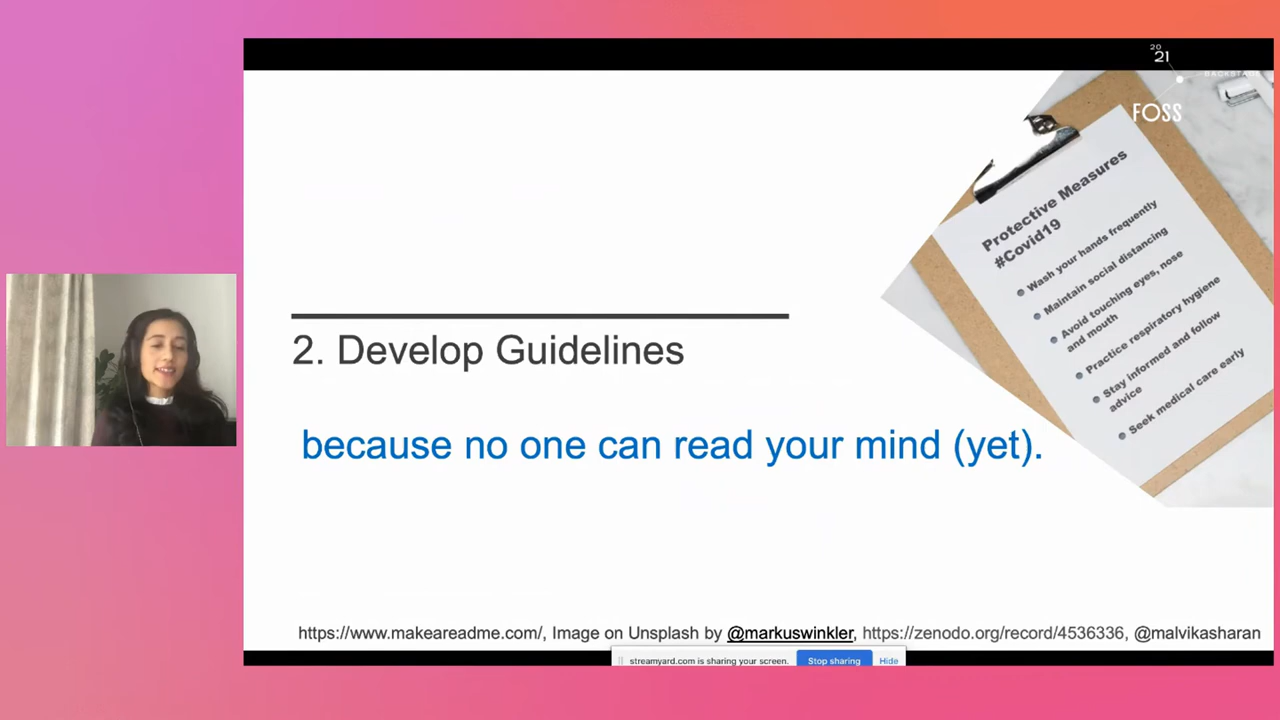 20
21
BACKSTAGE
FOSS
Protective Measures
#Covid19
Wash your hands frequently
Maintain social distancing
Avoid touching eyes, nose
and mouth
Practice respiratory hygiene
Stay informed and follow
advice
Seek medical care early
2. Develop Guidelines
because no one can read your mind (yet).
https://www.makeareadme.com/, Image on Unsplash by @markuswinkler, https://zenodo.org/record/4536336, @malvikasharan
streamyard.com is sharing your screen. Stop sharing Hide